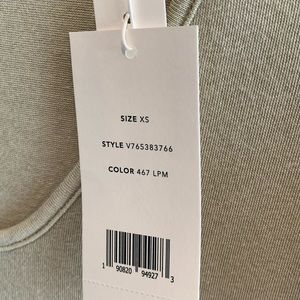 SIZE XS
STYLE V765383766
COLOR 467 LPM
1 90820 94927 3